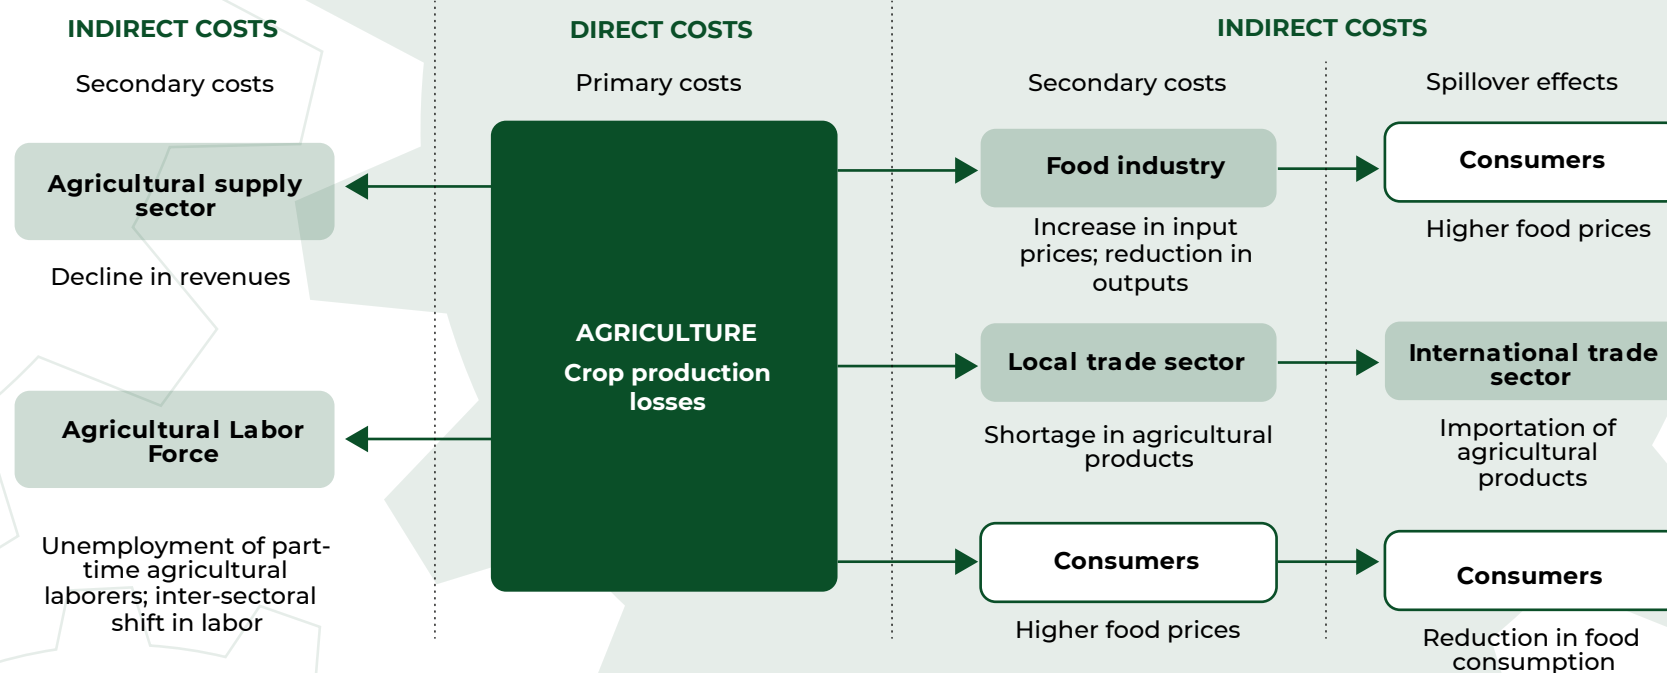 INDIRECT COSTS
Secondary costs
Agricultural supply
sector
Decline in revenues
Agricultural Labor
Force
Unemployment of part-
time agricultural
laborers; inter-sectoral
shift in labor
DIRECT COSTS
Primary costs
AGRICULTURE
Crop production
losses
INDIRECT COSTS
Secondary costs
Food industry
Increase in input
prices; reduction in
outputs
Local trade sector
Shortage in agricultural
products
Consumers
Higher food prices
Spillover effects
Consumers
Higher food prices
International trade
sector
Importation of
agricultural
products
Consumers
Reduction in food
consumption